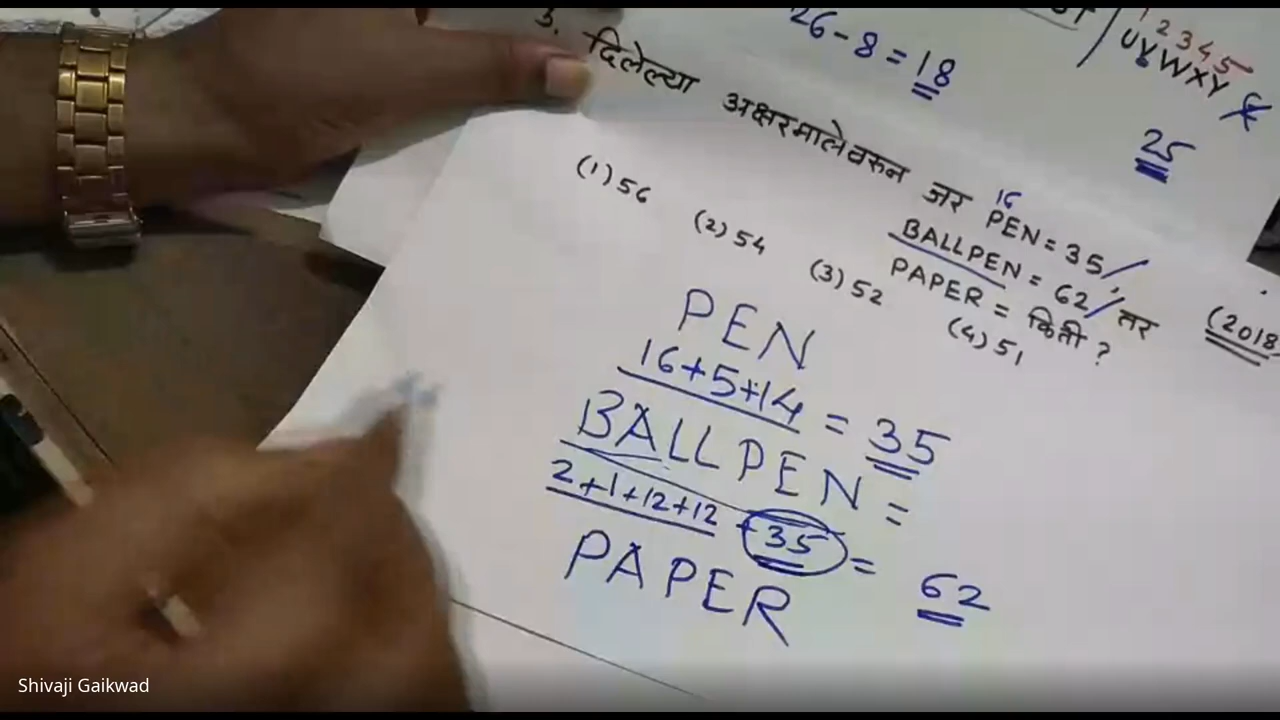 26-8=18
1 2 3 4 5
UVWXY
25
3. दिलेल्या अक्षरमालेवरून जर PEN = 35,
16
BALLPEN = 62, तर
PAPER = किती ?
(2018
(1) 56 (2) 54 (3) 52 (4) 51
PEN
16+5+14 = 35
BALLPEN =
2+1+12+12 +35 = 62
PAPER
Shivaji Gaikwad